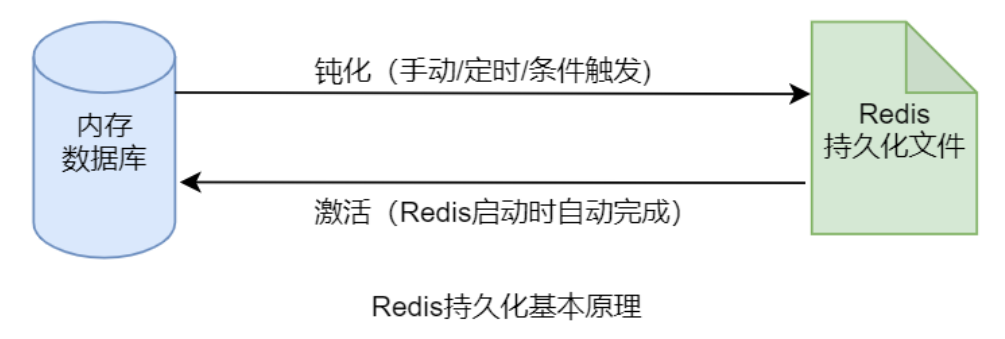 钝化（手动/定时/条件触发)
内存
数据库
Redis
持久化文件
激活（Redis启动时自动完成）
Redis持久化基本原理